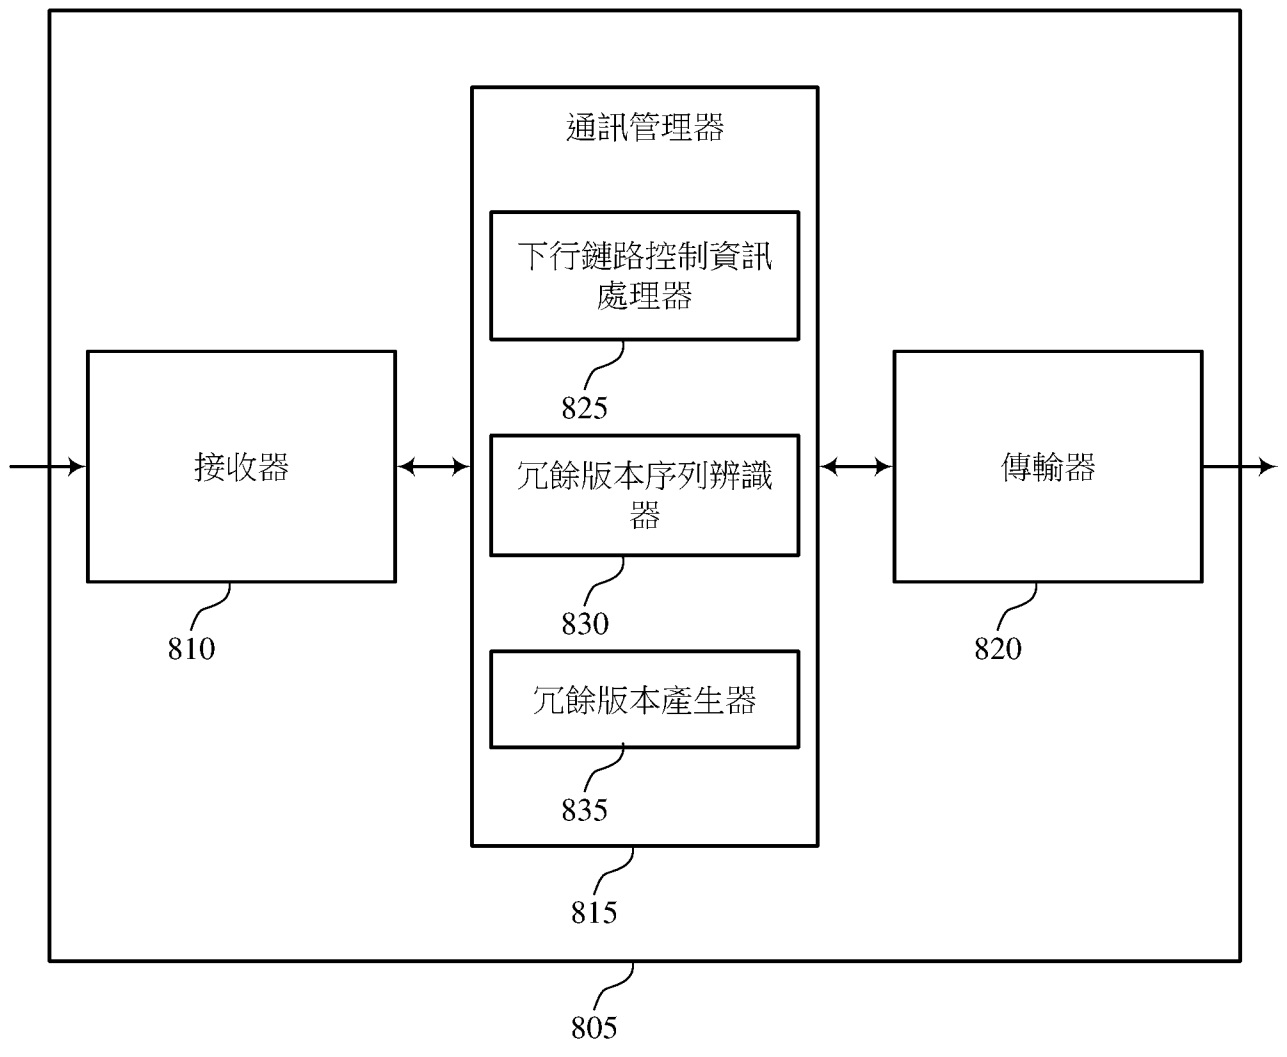 通訊管理器
下行鏈路控制資訊
處理器
825
接收器
810
冗餘版本序列辨識
器
830
傳輸器
820
冗餘版本產生器
835
815
805